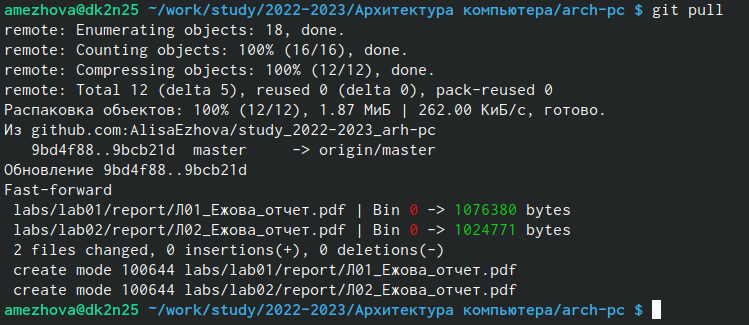 amezhova@dk2n25 ~/work/study/2022-2023/Архитектура компьютера/arch-pc $ git pull
remote: Enumerating objects: 18, done.
remote: Counting objects: 100% (16/16), done.
remote: Compressing objects: 100% (12/12), done.
remote: Total 12 (delta 5), reused 0 (delta 0), pack-reused 0
Распаковка объектов: 100% (12/12), 1.87 МиБ | 262.00 КиБ/с, готово.
Из github.com:AlisaEzhova/study_2022-2023_arh-pc
   9bd4f88..9bcb21d  master     -> origin/master
Обновление 9bd4f88..9bcb21d
Fast-forward
 labs/lab01/report/Л01_Ежова_отчет.pdf | Bin 0 -> 1076380 bytes
 labs/lab02/report/Л02_Ежова_отчет.pdf | Bin 0 -> 1024771 bytes
 2 files changed, 0 insertions(+), 0 deletions(-)
 create mode 100644 labs/lab01/report/Л01_Ежова_отчет.pdf
 create mode 100644 labs/lab02/report/Л02_Ежова_отчет.pdf
amezhova@dk2n25 ~/work/study/2022-2023/Архитектура компьютера/arch-pc $